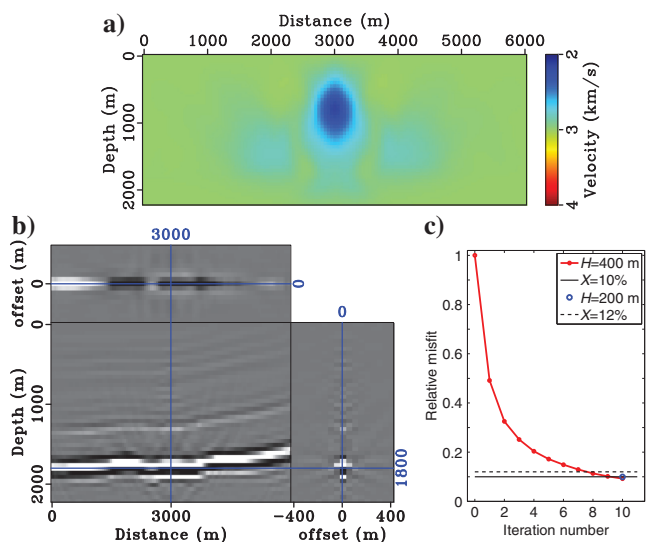 a)
Distance (m)
0 1000 2000 3000 4000 5000 6000
Depth (m)
0
1000
2000
2
3
4
Velocity (km/s)
b)
3000
offset (m)
0
0
0
0
Depth (m)
1000
2000
1800
0 3000 −400 0 400
Distance (m) offset (m)
c)
H=400 m
X=10%
H=200 m
X=12%
Relative misfit
1
0.8
0.6
0.4
0.2
0
0 2 4 6 8 10
Iteration number